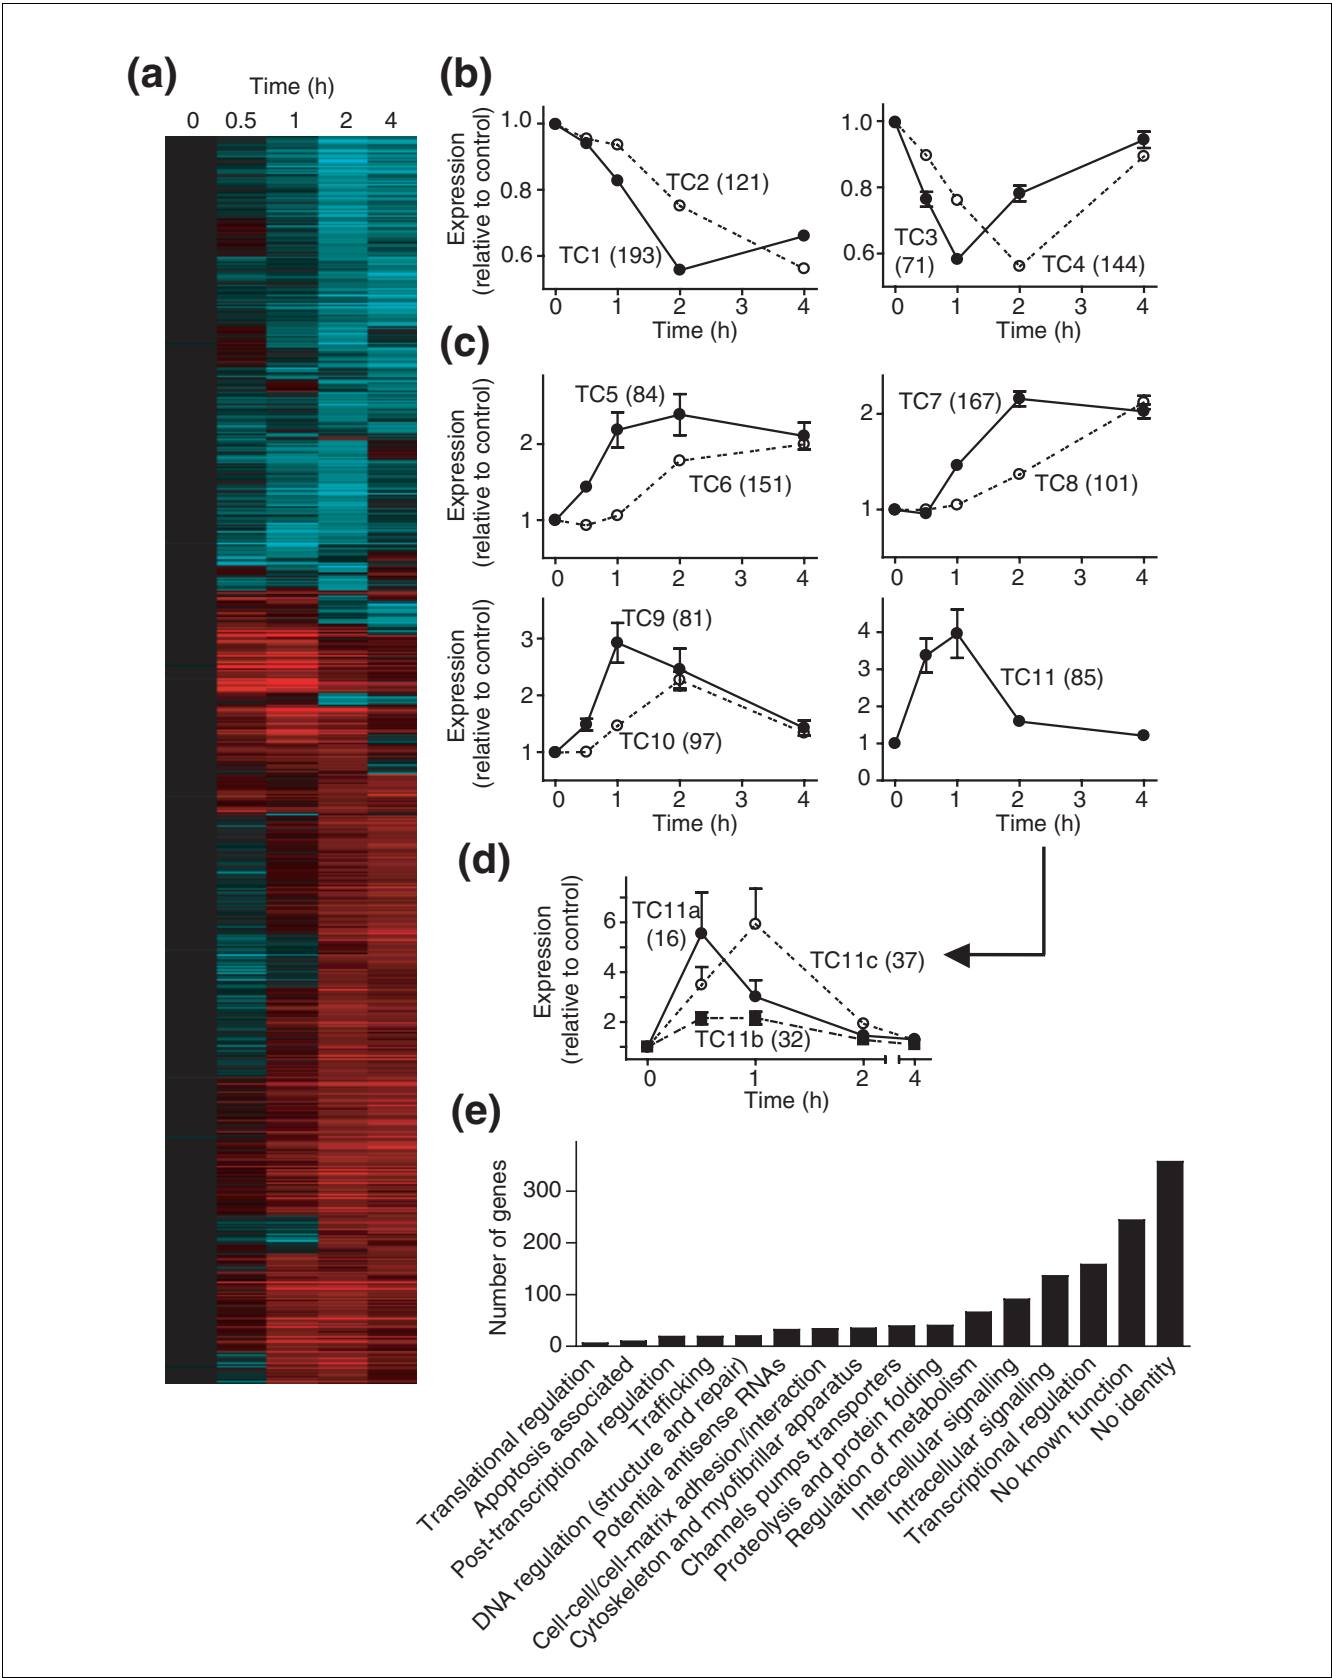 (a)
Time (h)
0 0.5 1 2 4
(b)
Expression
(relative to control)
1.0
0.8
0.6
TC2 (121)
TC1 (193)
0 1 2 3 4
Time (h)
1.0
0.8
0.6
TC3
(71)
TC4 (144)
0 1 2 3 4
Time (h)
(c)
Expression
(relative to control)
2
1
TC5 (84)
TC6 (151)
0 1 2 3 4
2
1
TC7 (167)
TC8 (101)
0 1 2 3 4
Expression
(relative to control)
3
2
1
TC9 (81)
TC10 (97)
0 1 2 3 4
Time (h)
4
3
2
1
0
TC11 (85)
0 1 2 3 4
Time (h)
(d)
Expression
(relative to control)
6
4
2
TC11a
(16)
TC11c (37)
TC11b (32)
0 1 2 4
Time (h)
(e)
Number of genes
300
200
100
0
Translational regulation
Apoptosis associated
Post-transcriptional regulation
Trafficking
DNA regulation (structure and repair)
Potential antisense RNAs
Cell-cell/cell-matrix adhesion/interaction
Cytoskeleton and myofibrillar apparatus
Channels pumps transporters
Proteolysis and protein folding
Regulation of metabolism
Intercellular signalling
Intracellular signalling
Transcriptional regulation
No known function
No identity